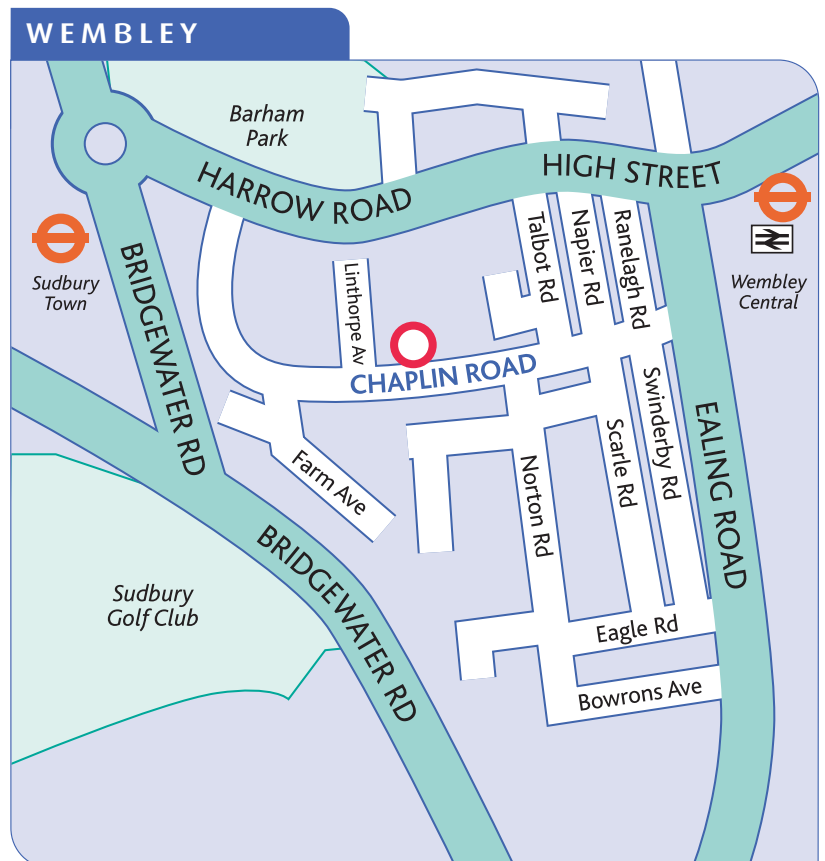 WEMBLEY
Barham
Park
HARROW ROAD
HIGH STREET
Sudbury
Town
Wembley
Central
BRIDGEWATER RD
Linthorpe Av
Talbot Rd
Napier Rd
Ranelagh Rd
CHAPLIN ROAD
Swinderby Rd
Scarle Rd
EALING ROAD
Farm Ave
Norton Rd
BRIDGEWATER RD
Sudbury
Golf Club
Eagle Rd
Bowrons Ave